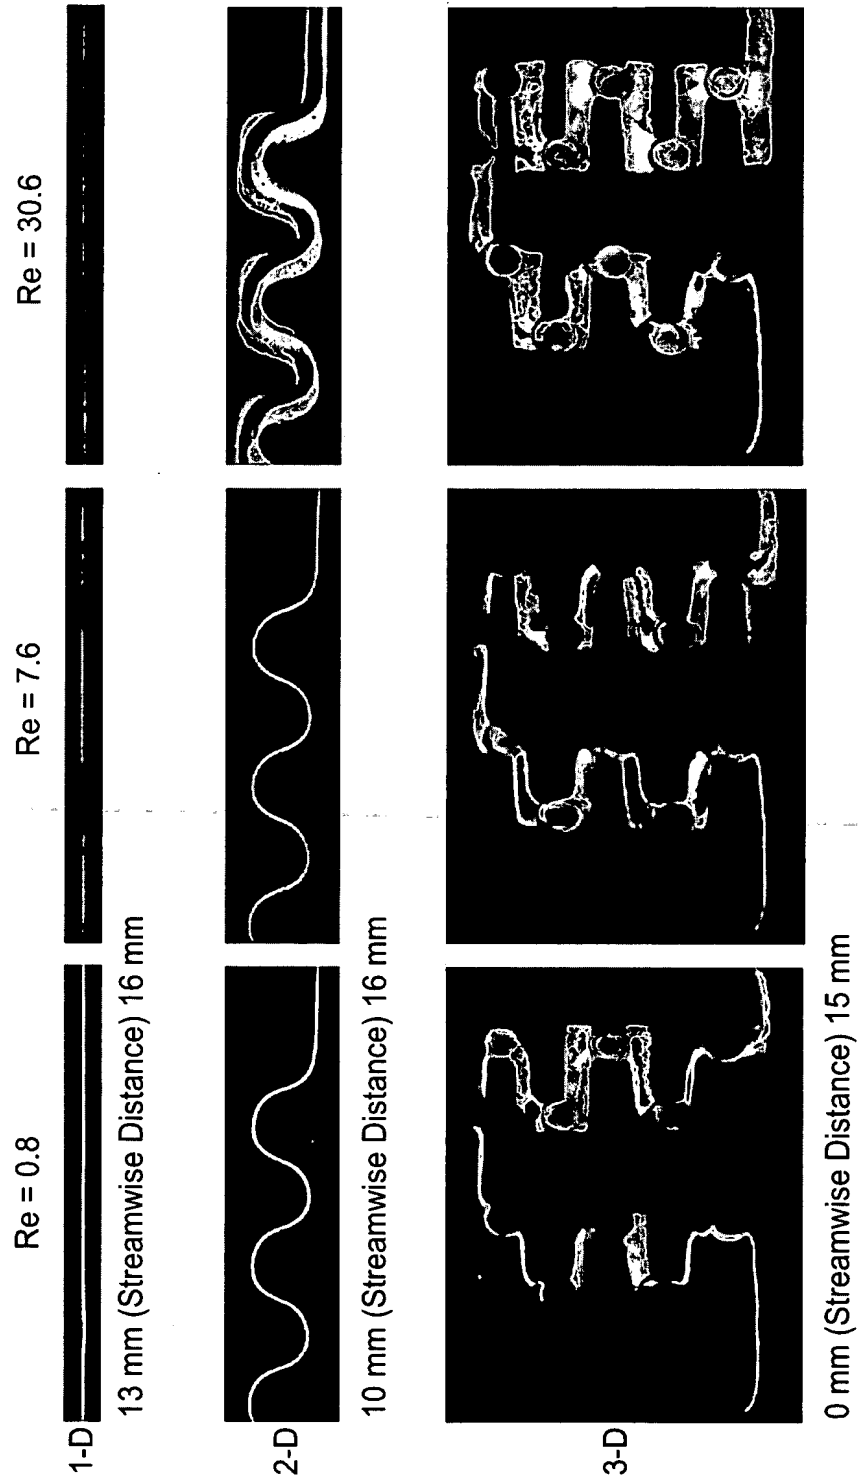 Re = 0.8
Re = 7.6
Re = 30.6
1-D
13 mm (Streamwise Distance) 16 mm
2-D
10 mm (Streamwise Distance) 16 mm
3-D
0 mm (Streamwise Distance) 15 mm